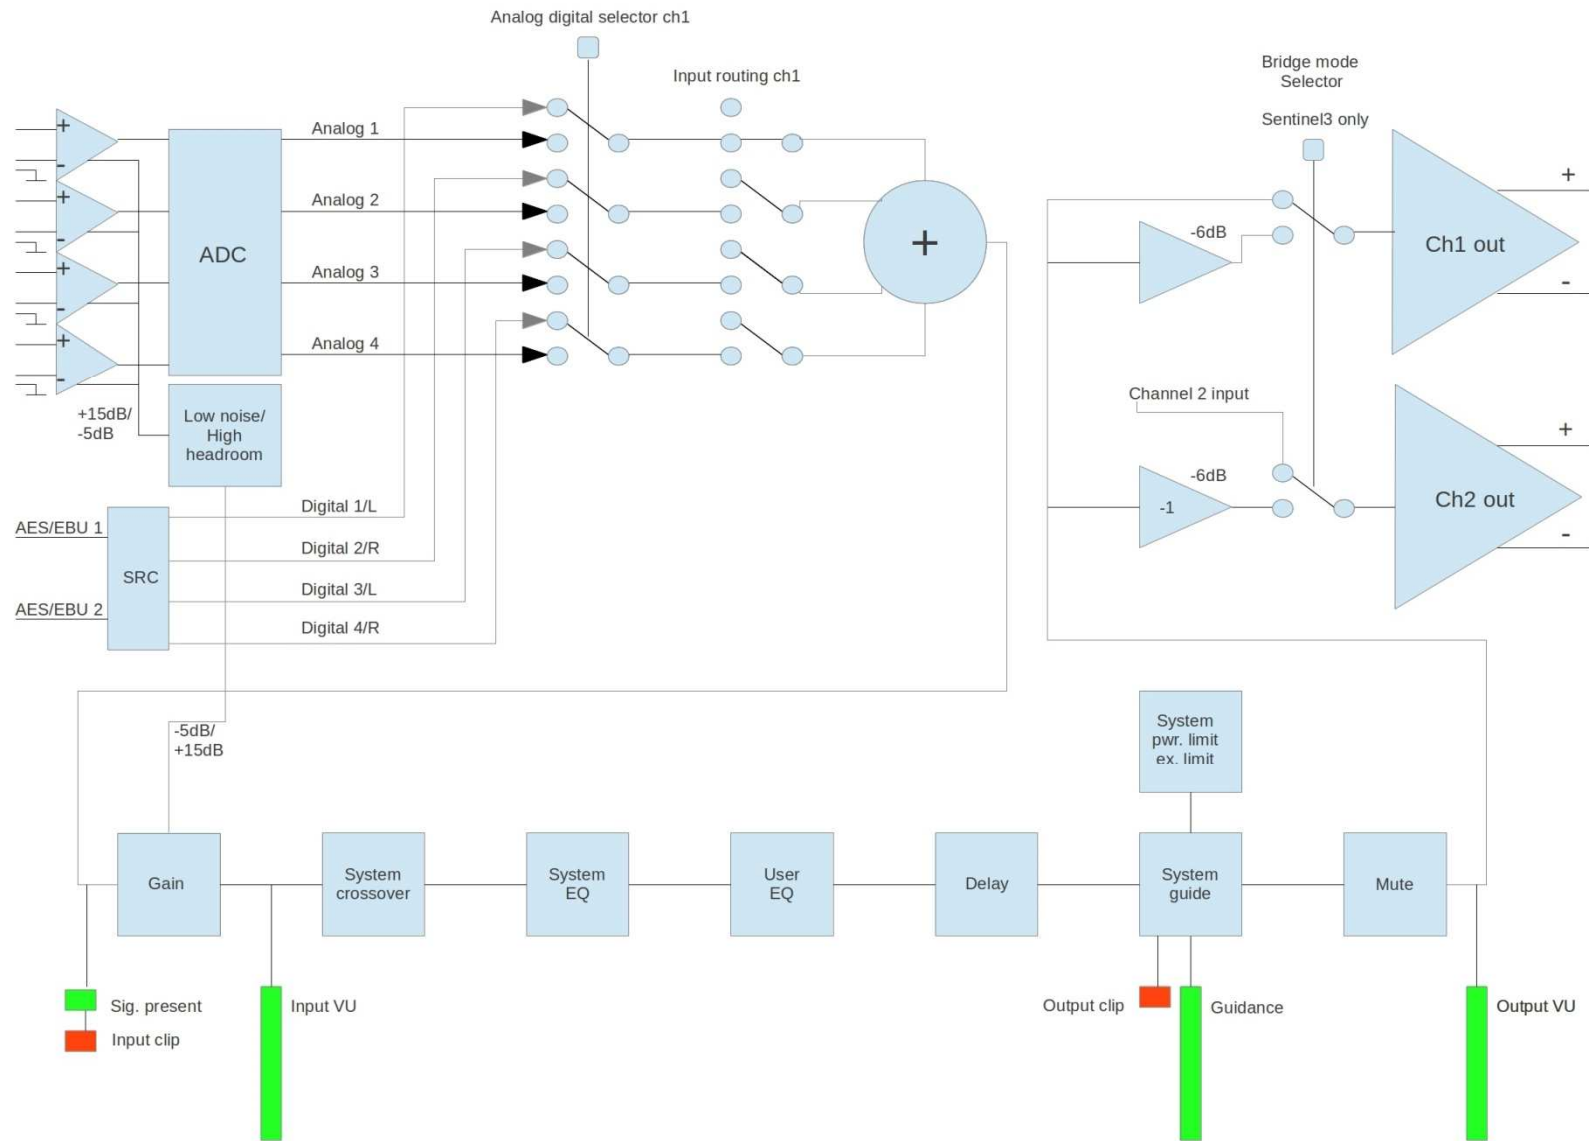 Analog digital selector ch1
Input routing ch1
Bridge mode
Selector
Sentinel3 only
+
-
+
-
+
-
+
-
ADC
Analog 1
Analog 2
Analog 3
Analog 4
+
-6dB
Ch1 out
+
-
+15dB/
-5dB
Low noise/
High
headroom
Channel 2 input
-6dB
-1
Ch2 out
+
-
AES/EBU 1
AES/EBU 2
SRC
Digital 1/L
Digital 2/R
Digital 3/L
Digital 4/R
-5dB/
+15dB
System
pwr. limit
ex. limit
Gain
System
crossover
System
EQ
User
EQ
Delay
System
guide
Mute
Sig. present
Input clip
Input VU
Output clip
Guidance
Output VU